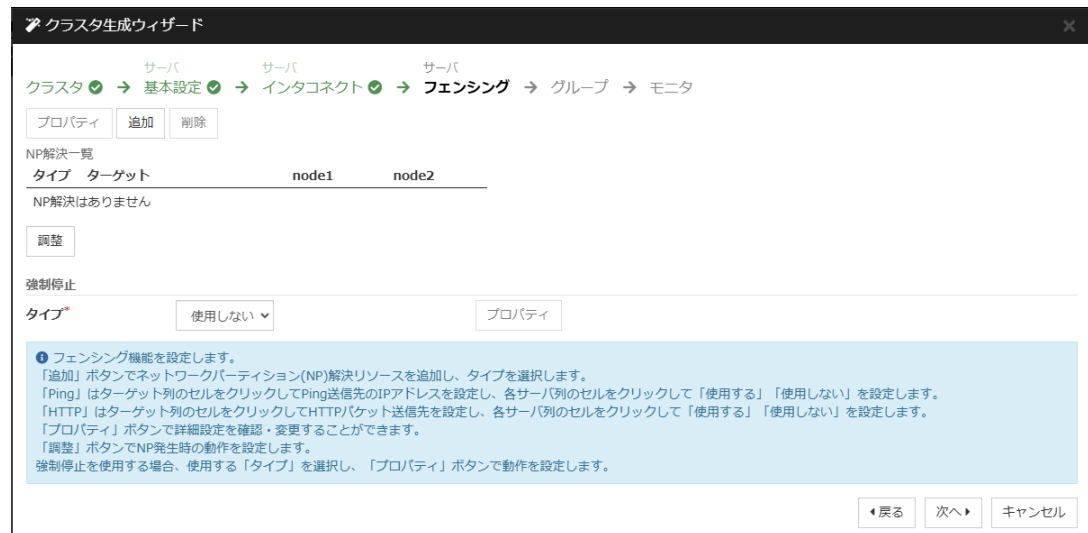 クラスタ生成ウィザード
サーバ サーバ サーバ
クラスタ → 基本設定 → インタコネクト → フェンシング → グループ → モニタ
プロパティ 追加 削除
NP解決一覧
タイプ ターゲット node1 node2
NP解決はありません
調整
強制停止
タイプ* 使用しない プロパティ
フェンシング機能を設定します。
「追加」ボタンでネットワークパーティション(NP)解決リソースを追加し、タイプを選択します。
「Ping」はターゲット列のセルをクリックしてPing送信先のIPアドレスを設定し、各サーバ列のセルをクリックして「使用する」「使用しない」を設定します。
「HTTP」はターゲット列のセルをクリックしてHTTPパケット送信先を設定し、各サーバ列のセルをクリックして「使用する」「使用しない」を設定します。
「プロパティ」ボタンで詳細設定を確認・変更することができます。
「調整」ボタンでNP発生時の動作を設定します。
強制停止を使用する場合、使用する「タイプ」を選択し、「プロパティ」ボタンで動作を設定します。
戻る 次へ キャンセル